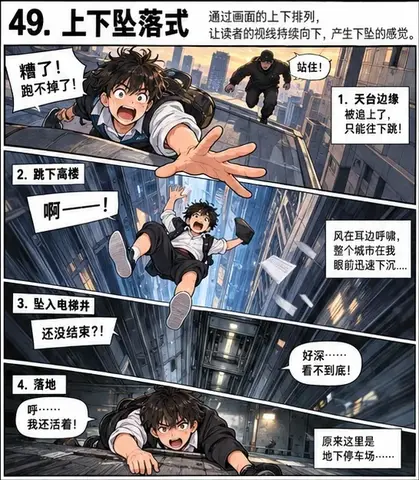 49. 上下坠落式
通过画面的上下排列,
让读者的视线持续向下,产生下坠的感觉。
糟了!
跑不掉了!
站住!
1. 天台边缘
被追上了,
只能往下跳!
2. 跳下高楼
啊——!
风在耳边呼啸,
整个城市在我
眼前迅速下沉....
3. 坠入电梯井
还没结束?!
好深……
看不到底!
4. 落地
呼……
我还活着!
原来这里是
地下停车场……